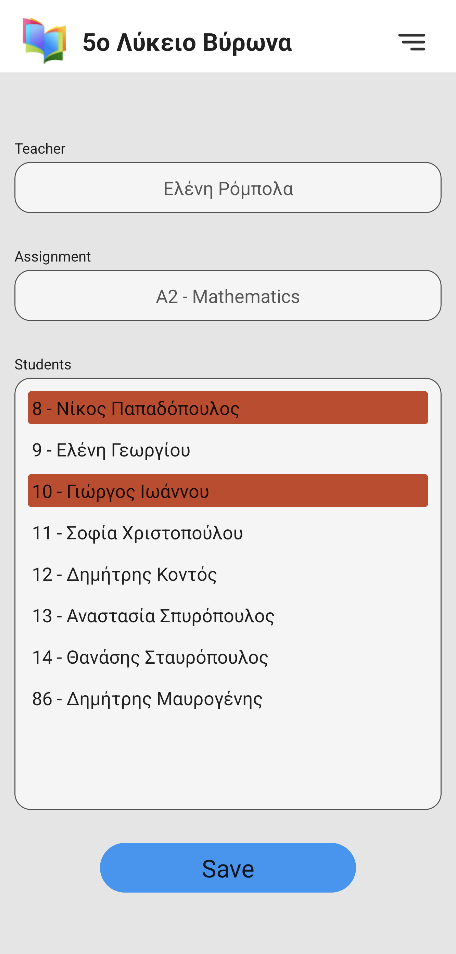 5ο Λύκειο Βύρωνα
Teacher
Ελένη Ρόμπολα
Assignment
A2 - Mathematics
Students
8 - Νίκος Παπαδόπουλος
9 - Ελένη Γεωργίου
10 - Γιώργος Ιωάννου
11 - Σοφία Χριστοπούλου
12 - Δημήτρης Κοντός
13 - Αναστασία Σπυρόπουλος
14 - Θανάσης Σταυρόπουλος
86 - Δημήτρης Μαυρογένης
Save